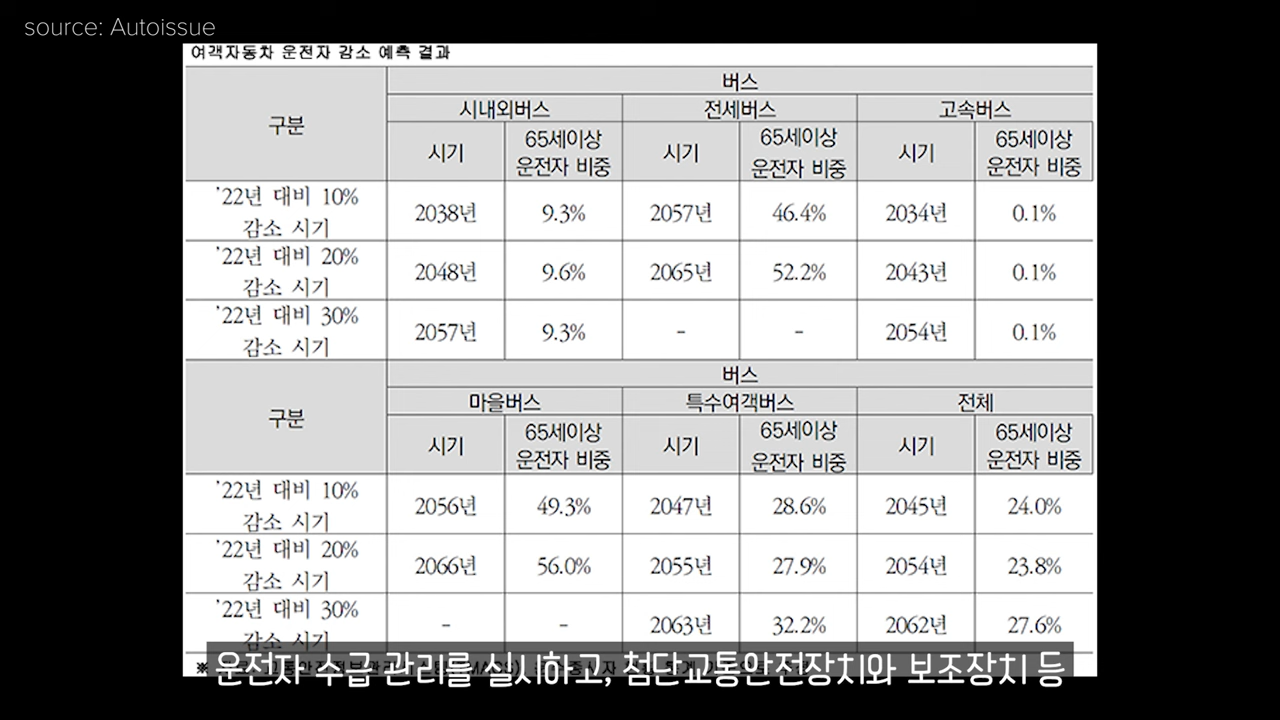 source: Autoissue
여객자동차 운전자 감소 예측 결과
구분
버스
시내외버스 전세버스 고속버스
시기 65세이상 운전자 비중 시기 65세이상 운전자 비중 시기 65세이상 운전자 비중
'22년 대비 10% 감소 시기 2038년 9.3% 2057년 46.4% 2034년 0.1%
'22년 대비 20% 감소 시기 2048년 9.6% 2065년 52.2% 2043년 0.1%
'22년 대비 30% 감소 시기 2057년 9.3% - - 2054년 0.1%
구분
버스
마을버스 특수여객버스 전체
시기 65세이상 운전자 비중 시기 65세이상 운전자 비중 시기 65세이상 운전자 비중
'22년 대비 10% 감소 시기 2056년 49.3% 2047년 28.6% 2045년 24.0%
'22년 대비 20% 감소 시기 2066년 56.0% 2055년 27.9% 2054년 23.8%
'22년 대비 30% 감소 시기 - - 2063년 32.2% 2062년 27.6%
운전자 수급 관리를 실시하고, 첨단교통안전장치와 보조장치 등